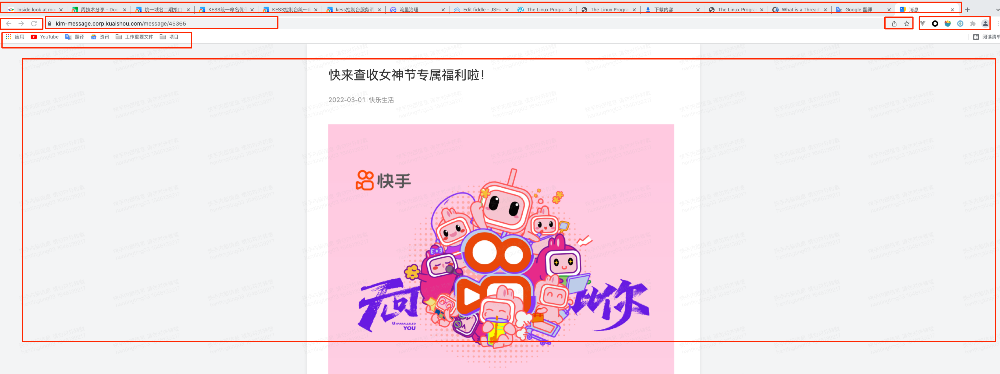 Inside look at mo
周技术分享 - Doc
统一域名二期接口
KESS统一命名优
KESS控制台统一
kess控制台服务
流量治理
Edit fiddle - JSFi
The Linux Progra
The Linux Progra
下载内容
The Linux Progra
What is a Thread
Google 翻譯
消息
kim-message.corp.kuaishou.com/message/45365
应用 YouTube 翻译 资讯 工作重要文件 项目
阅读清单
快来查收女神节专属福利啦!
2022-03-01 快乐生活
快手
无可比你
UNPARALLELED
YOU
快手内部信息 请勿对外转载
hantingting03 1646139217